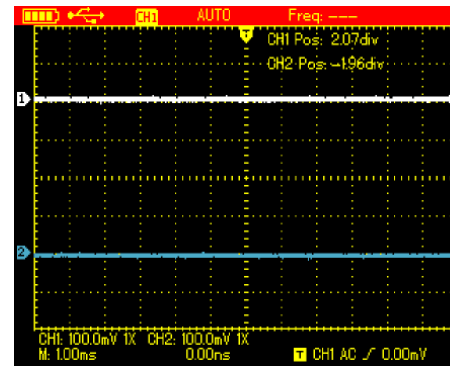 CH1 AUTO Freq: ---
T
CH1 Pos: 2.07div
CH2 Pos: -1.96div
1
2
CH1: 100.0mV 1X CH2: 100.0mV 1X
M: 1.00ms 0.00ns T CH1 AC 0.00mV